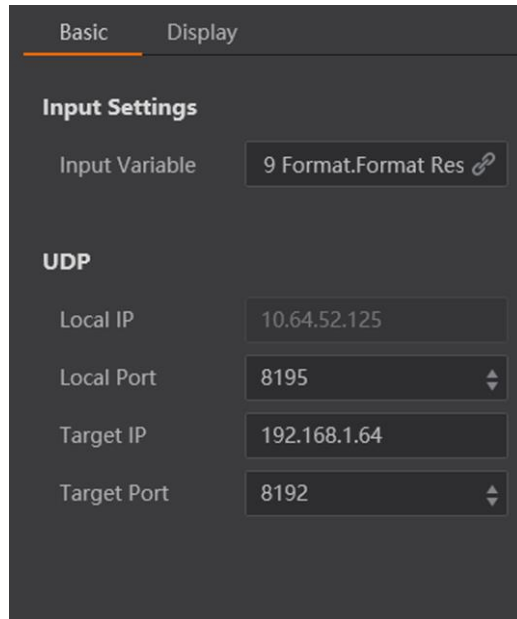 Basic Display
Input Settings
Input Variable 9 Format.Format Res
UDP
Local IP 10.64.52.125
Local Port 8195
Target IP 192.168.1.64
Target Port 8192